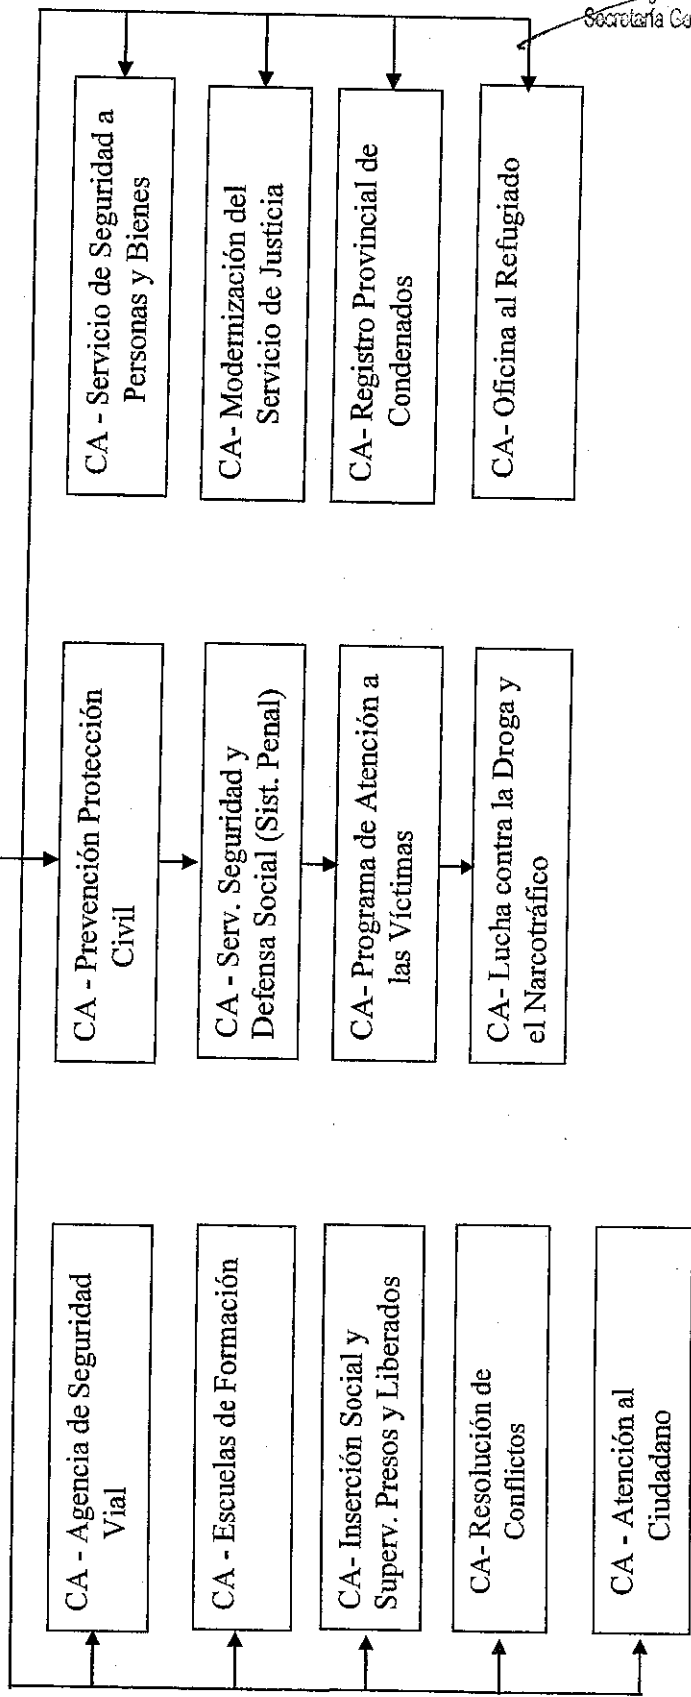 CA - Agencia de Seguridad
Vial
CA - Escuelas de Formación
CA- Inserción Social y
Superv. Presos y Liberados
CA- Resolución de
Conflictos
CA - Atención al
Ciudadano
CA - Prevención Protección
Civil
CA - Serv. Seguridad y
Defensa Social (Sist. Penal)
CA- Programa de Atención a
las Víctimas
CA- Lucha contra la Droga y
el Narcotráfico
CA - Servicio de Seguridad a
Personas y Bienes
CA- Modernización del
Servicio de Justicia
CA- Registro Provincial de
Condenados
CA- Oficina al Refugiado
Secretaría